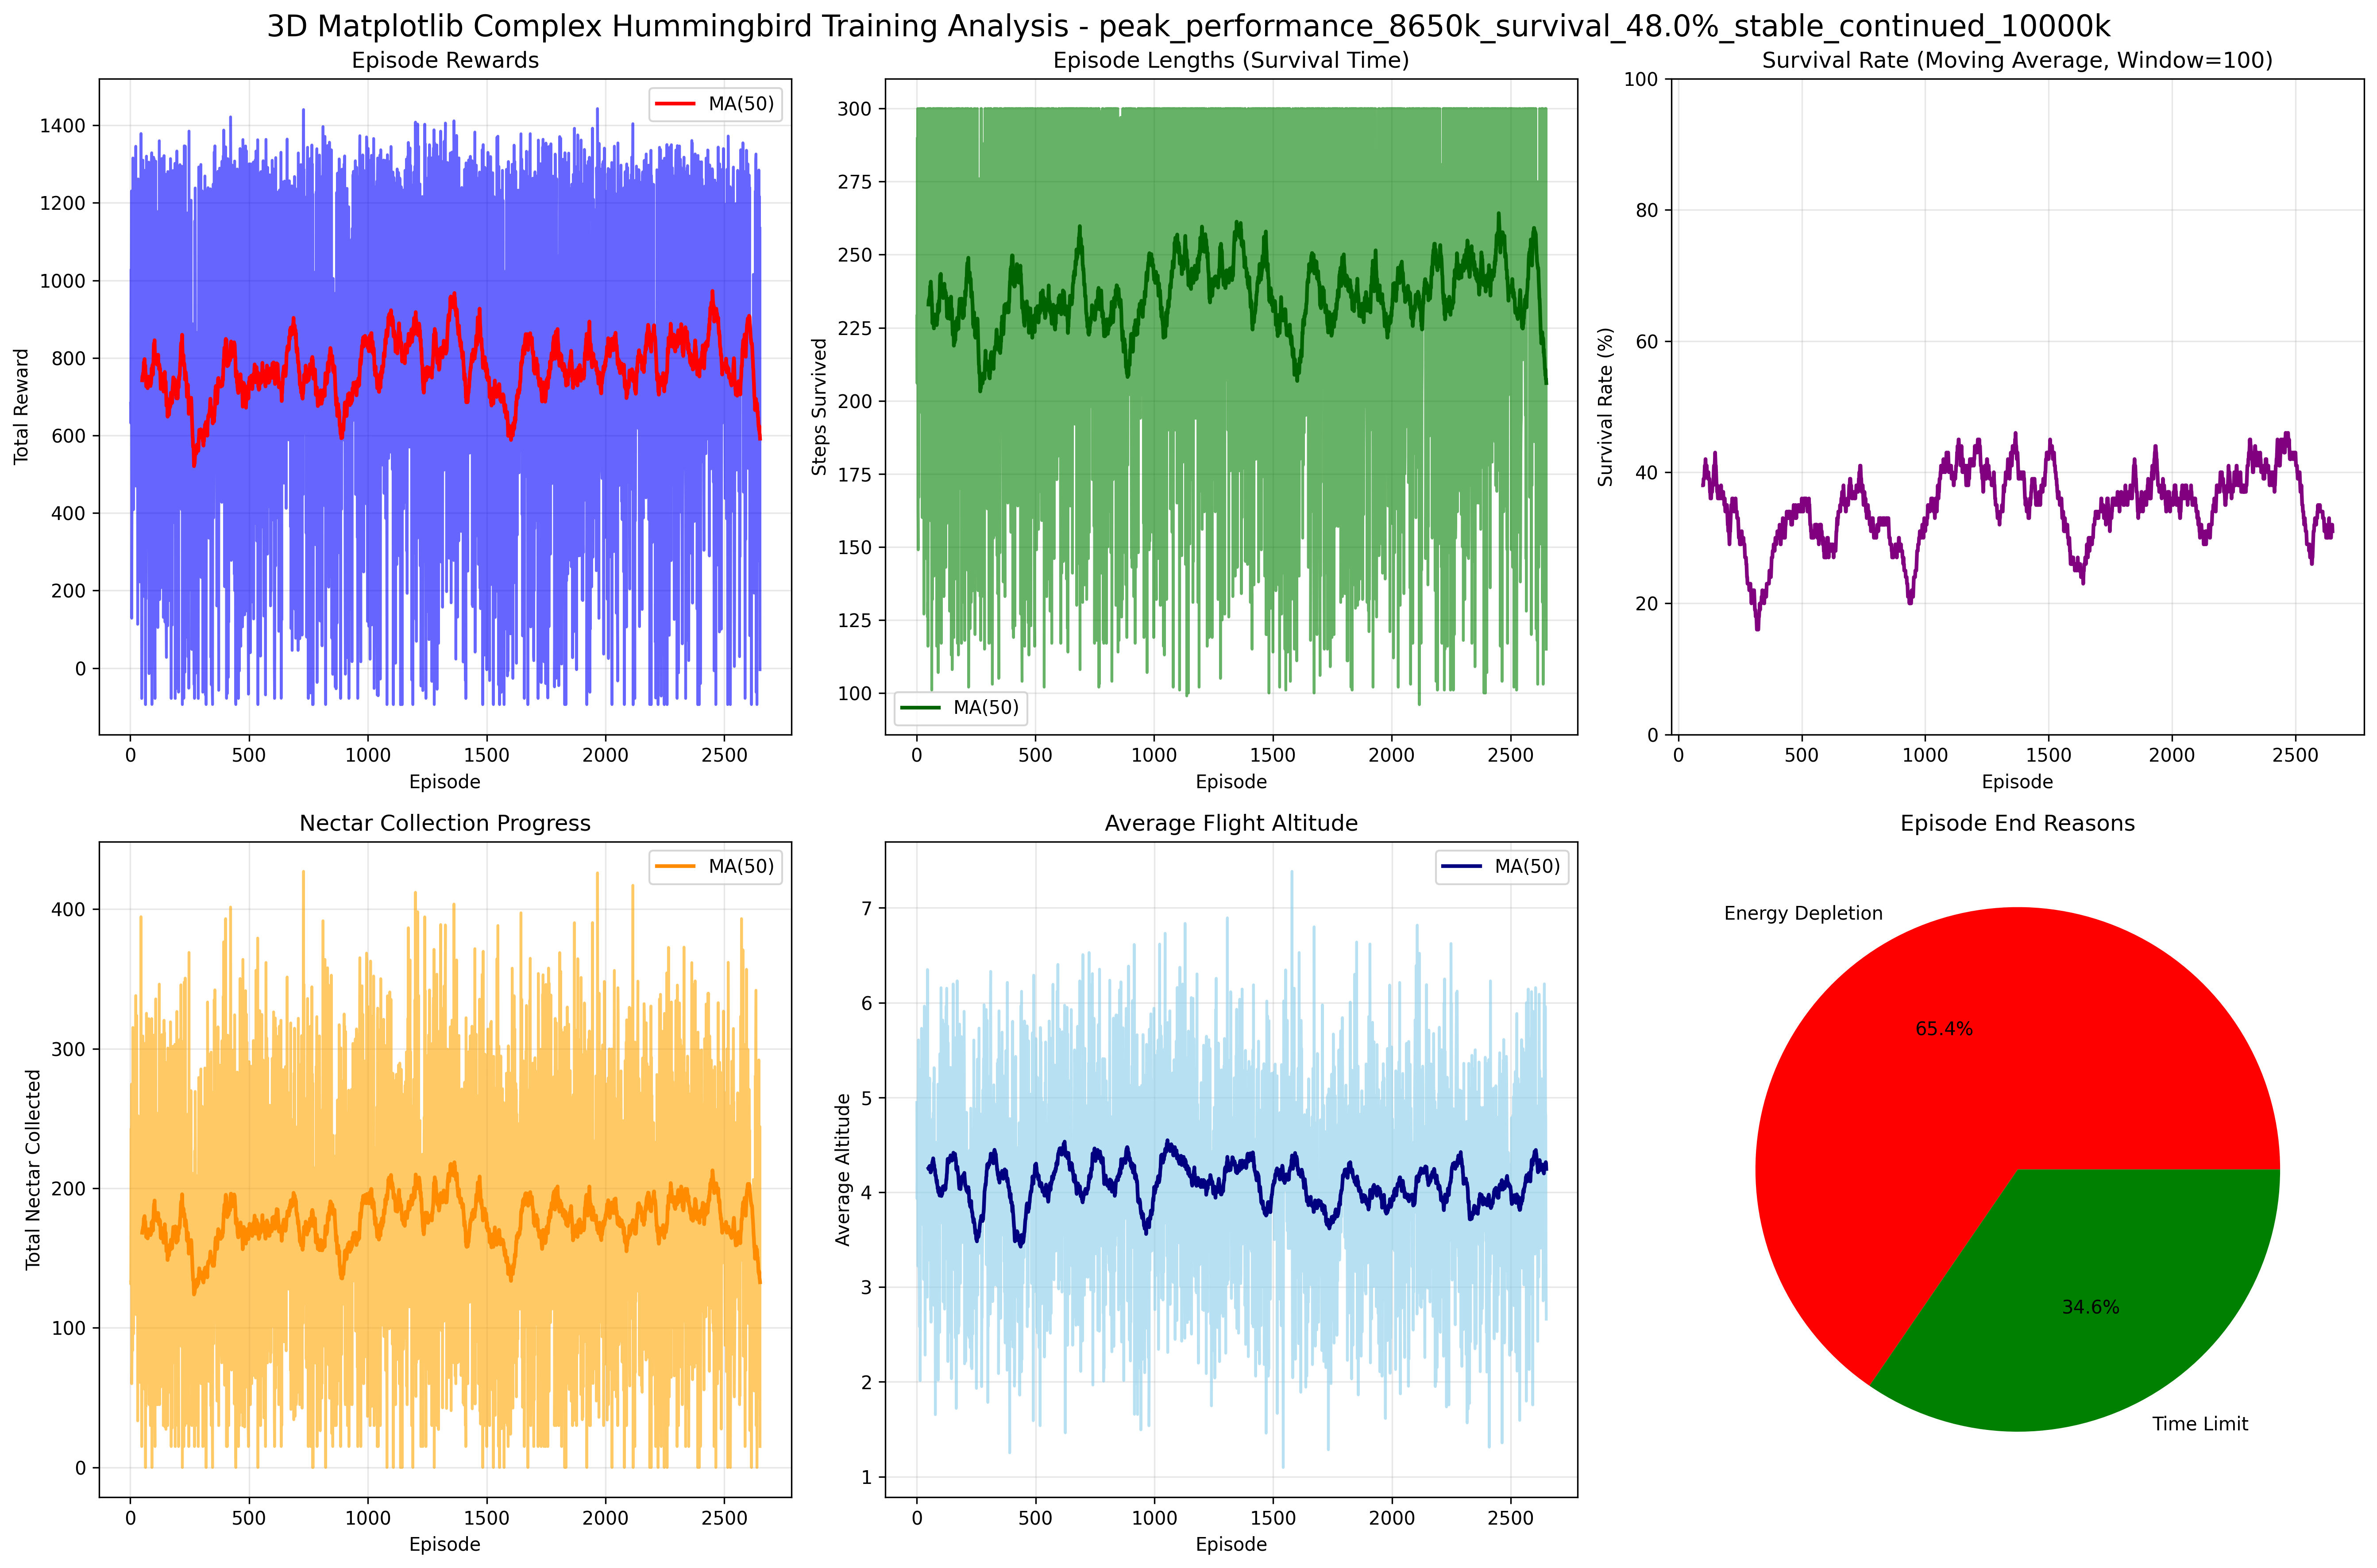 3D Matplotlib Complex Hummingbird Training Analysis - peak_performance_8650k_survival_48.0%_stable_continued_10000k
Episode Rewards
MA(50)
1400
1200
1000
800
600
400
200
0
Total Reward
0 500 1000 1500 2000 2500
Episode
Episode Lengths (Survival Time)
300
275
250
225
200
175
150
125
100
Steps Survived
MA(50)
0 500 1000 1500 2000 2500
Episode
Survival Rate (Moving Average, Window=100)
100
80
60
40
20
0
Survival Rate (%)
0 500 1000 1500 2000 2500
Episode
Nectar Collection Progress
MA(50)
400
300
200
100
0
Total Nectar Collected
0 500 1000 1500 2000 2500
Episode
Average Flight Altitude
MA(50)
7
6
5
4
3
2
1
Average Altitude
0 500 1000 1500 2000 2500
Episode
Episode End Reasons
Energy Depletion
65.4%
34.6%
Time Limit